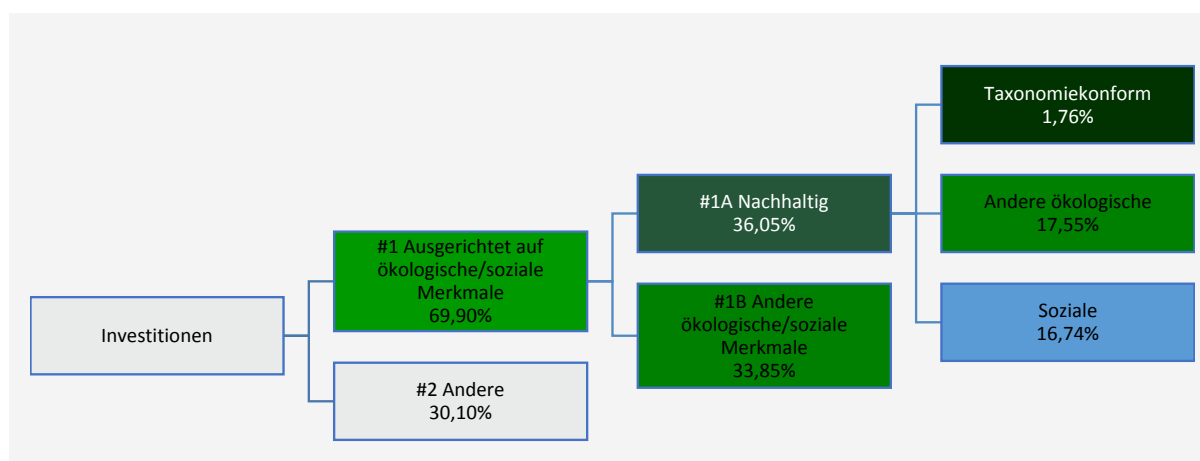 Investitionen
#1 Ausgerichtet auf
ökologische/soziale
Merkmale
69,90%
#2 Andere
30,10%
#1A Nachhaltig
36,05%
#1B Andere
ökologische/soziale
Merkmale
33,85%
Taxonomiekonform
1,76%
Andere ökologische
17,55%
Soziale
16,74%